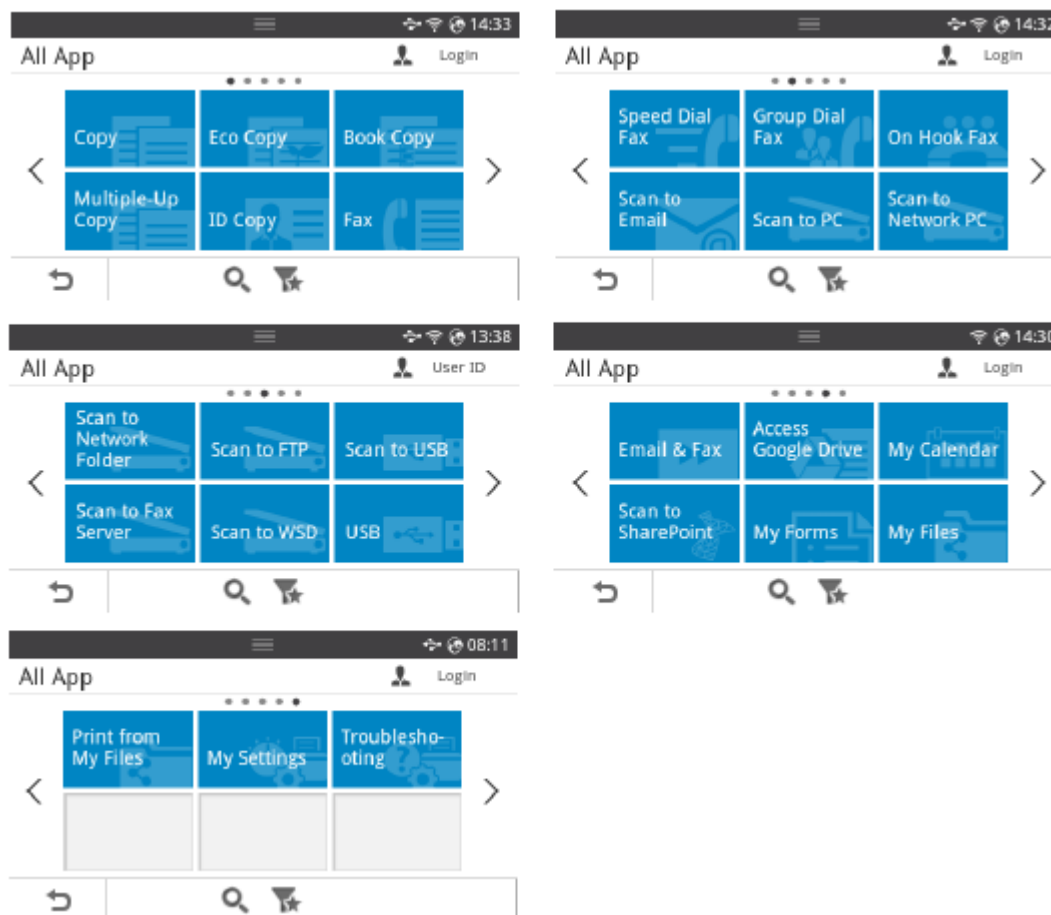 14:33
All App
Login
Copy
Eco Copy
Book Copy
Multiple-Up
Copy
ID Copy
Fax
14:32
All App
Login
Speed Dial
Fax
Group Dial
Fax
On Hook Fax
Scan to
Email
Scan to PC
Scan to
Network PC
13:38
All App
User ID
Scan to
Network
Folder
Scan to FTP
Scan to USB
Scan to Fax
Server
Scan to WSD
USB
14:30
All App
Login
Email & Fax
Access
Google Drive
My Calendar
Scan to
SharePoint
My Forms
My Files
08:11
All App
Login
Print from
My Files
My Settings
Troublesho-
oting